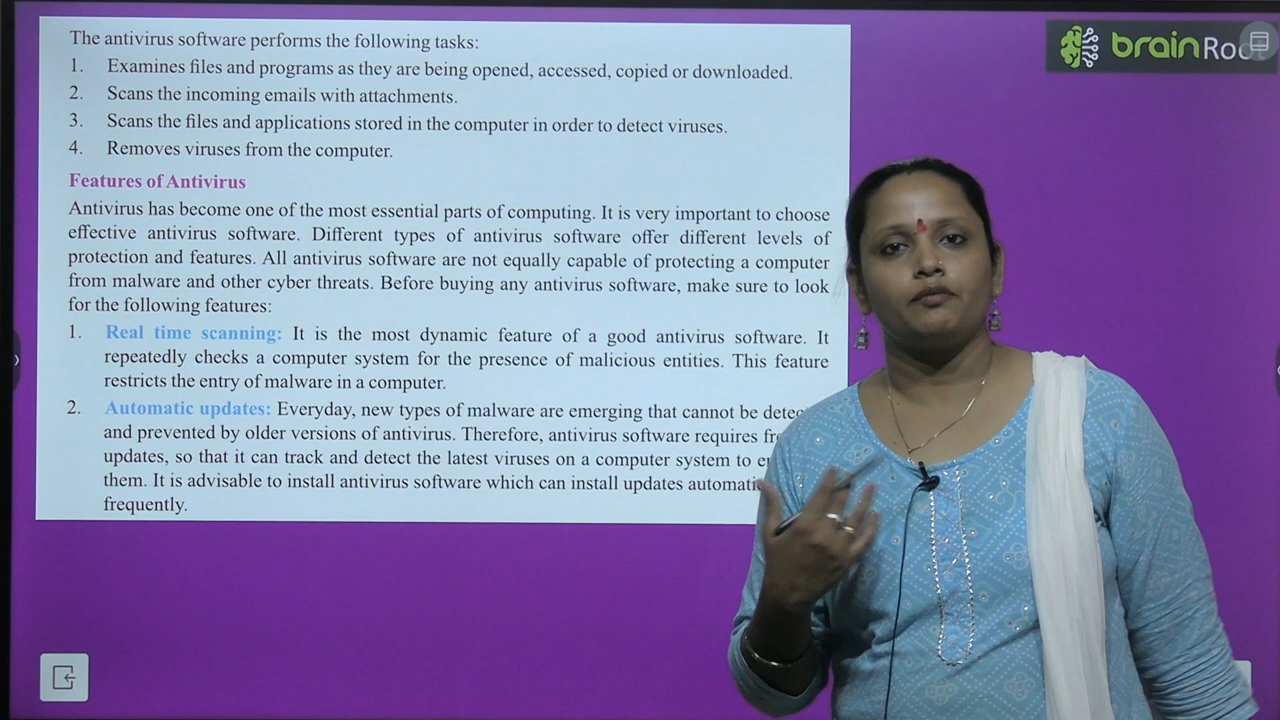 The antivirus software performs the following tasks:
1. Examines files and programs as they are being opened, accessed, copied or downloaded.
2. Scans the incoming emails with attachments.
3. Scans the files and applications stored in the computer in order to detect viruses.
4. Removes viruses from the computer.
Features of Antivirus
Antivirus has become one of the most essential parts of computing. It is very important to choose
effective antivirus software. Different types of antivirus software offer different levels of
protection and features. All antivirus software are not equally capable of protecting a computer
from malware and other cyber threats. Before buying any antivirus software, make sure to look
for the following features:
1. Real time scanning: It is the most dynamic feature of a good antivirus software. It
repeatedly checks a computer system for the presence of malicious entities. This feature
restricts the entry of malware in a computer.
2. Automatic updates: Everyday, new types of malware are emerging that cannot be
and prevented by older versions of antivirus. Therefore, antivirus software requires
updates, so that it can track and detect the latest viruses on a computer system to
them. It is advisable to install antivirus software which can install updates
frequently.
brain